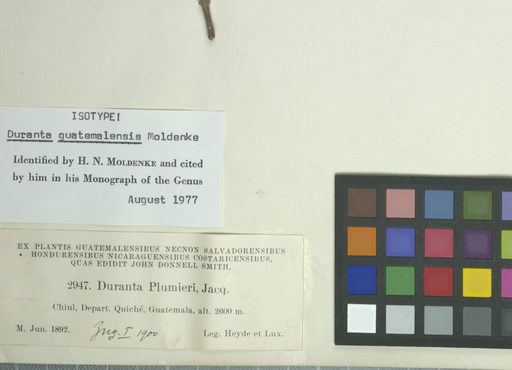 ISOTYPE!
Duranta guatemalensis Moldenke
Identified by H. N. MOLDENKE and cited
by him in his Monograph of the Genus
August 1977
EX PLANTIS GUATEMALENSIBUS NECNON SALVADORENSIBUS
HONDURENSIBUS NICARAGUENSIBUS COSTARICENSIBUS,
QUAS EDIDIT JOHN DONNELL SMITH.
2947. Duranta Plumieri, Jacq.
Chiul, Depart. Quiché, Guatemala, alt. 2600 m.
M. Jun. 1892. I 1900 Leg. Heyde et Lux.